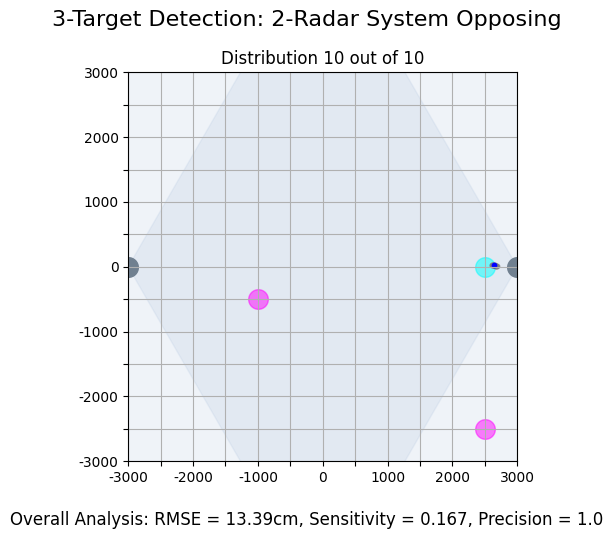 3-Target Detection: 2-Radar System Opposing
Distribution 10 out of 10
3000
2000
1000
0
-1000
-2000
-3000
-3000 -2000 -1000 0 1000 2000 3000
Overall Analysis: RMSE = 13.39cm, Sensitivity = 0.167, Precision = 1.0